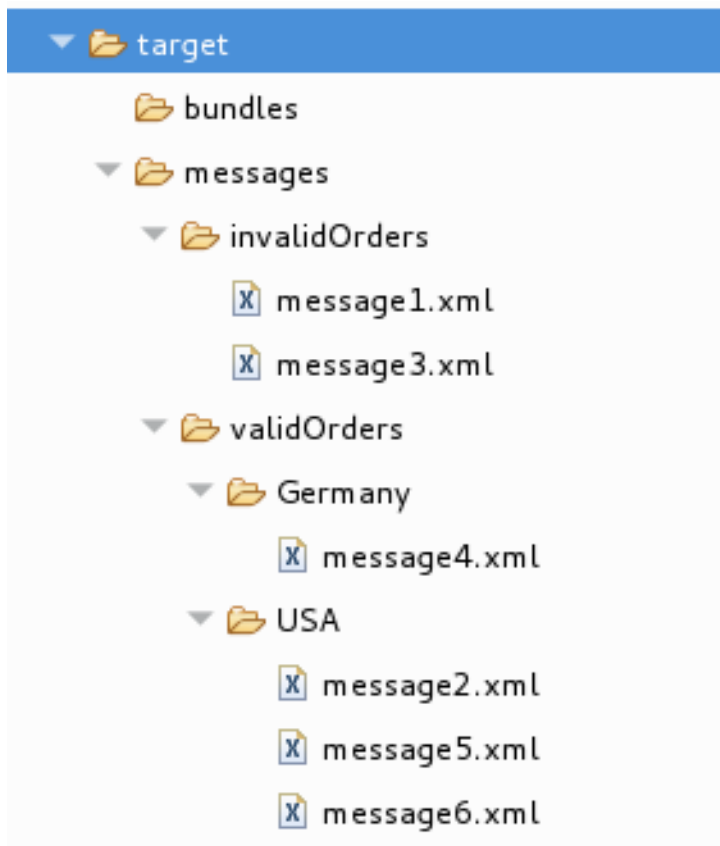 target
bundles
messages
invalidOrders
message1.xml
message3.xml
validOrders
Germany
message4.xml
USA
message2.xml
message5.xml
message6.xml